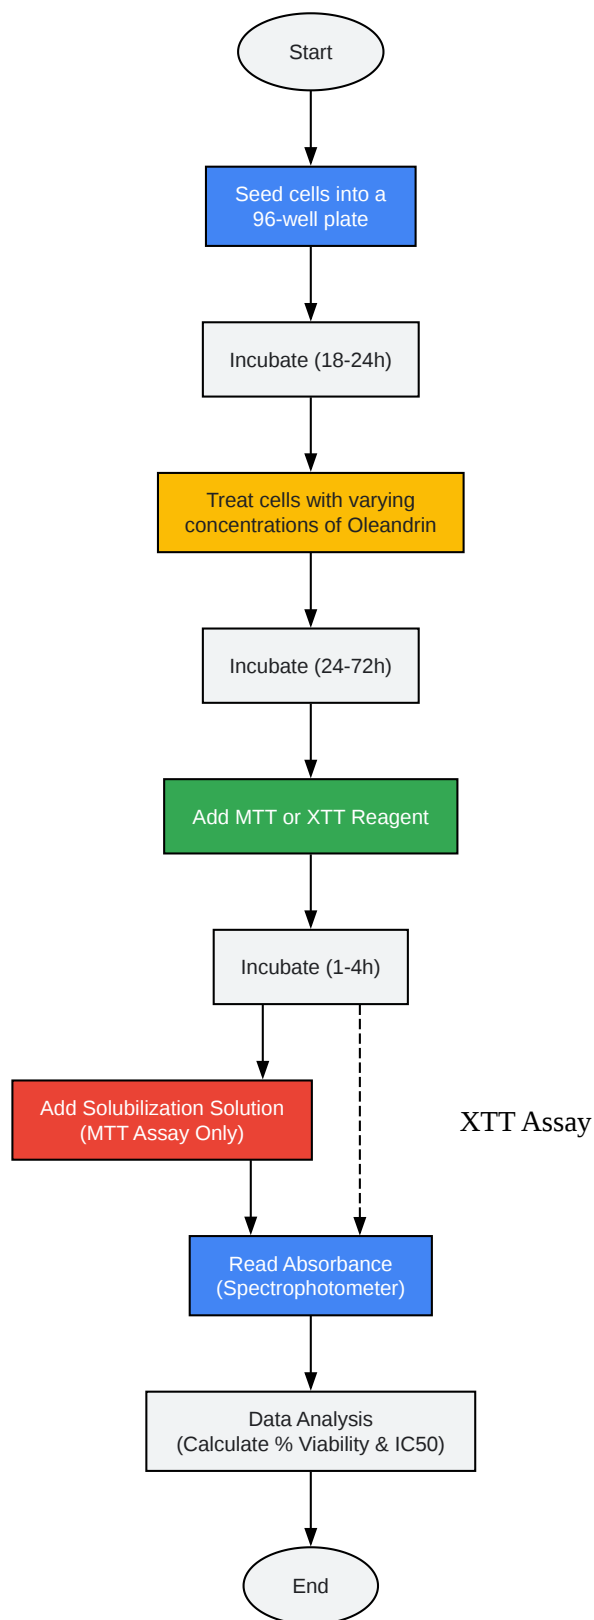 Start
Seed cells into a
96-well plate
Incubate (18-24h)
Treat cells with varying
concentrations of Oleandrin
Incubate (24-72h)
Add MTT or XTT Reagent
Incubate (1-4h)
Add Solubilization Solution
(MTT Assay Only)
XTT Assay
Read Absorbance
(Spectrophotometer)
Data Analysis
(Calculate % Viability & IC50)
End